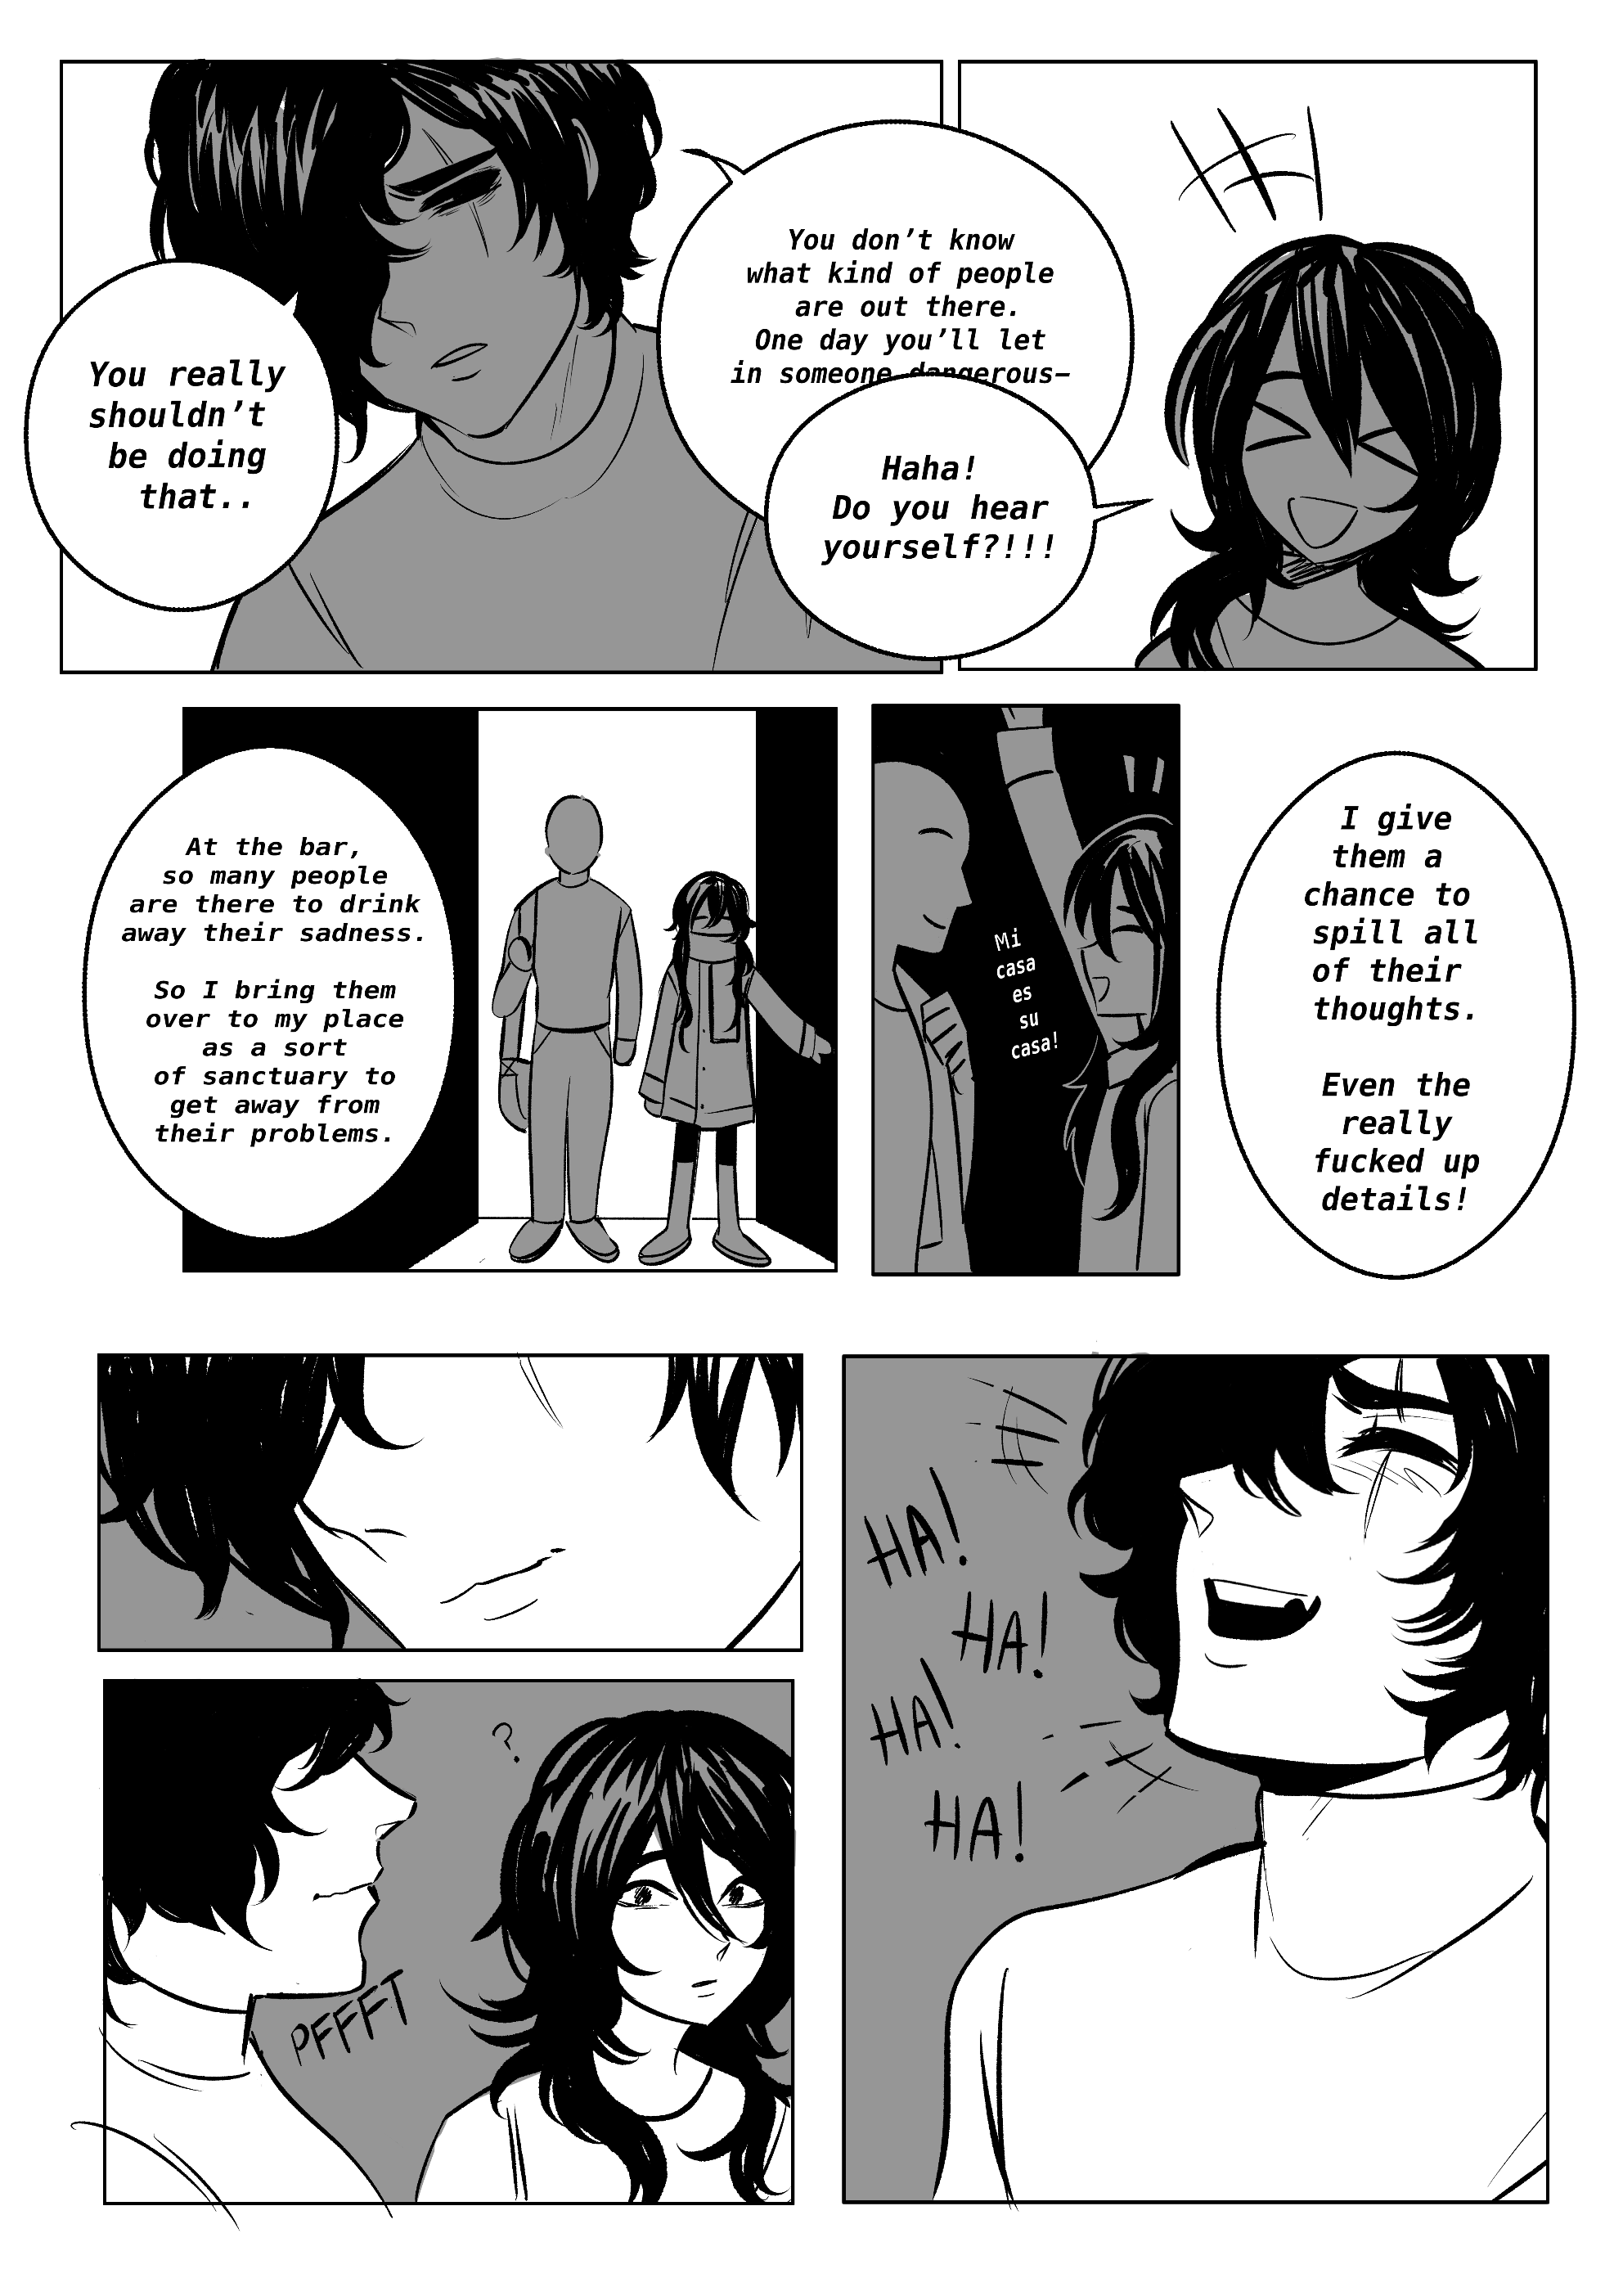 You really
shouldn't
be doing
that..
You don't know
what kind of people
are out there.
One day you'll let
in someone dangerous—
Haha!
Do you hear
yourself?!!!
At the bar,
so many people
are there to drink
away their sadness.
So I bring them
over to my place
as a sort
of sanctuary to
get away from
their problems.
Mi
casa
es
su
casa!
I give
them a
chance to
spill all
of their
thoughts.
Even the
really
fucked up
details!
?
PFFFT
HA!
HA!
HA!
HA!